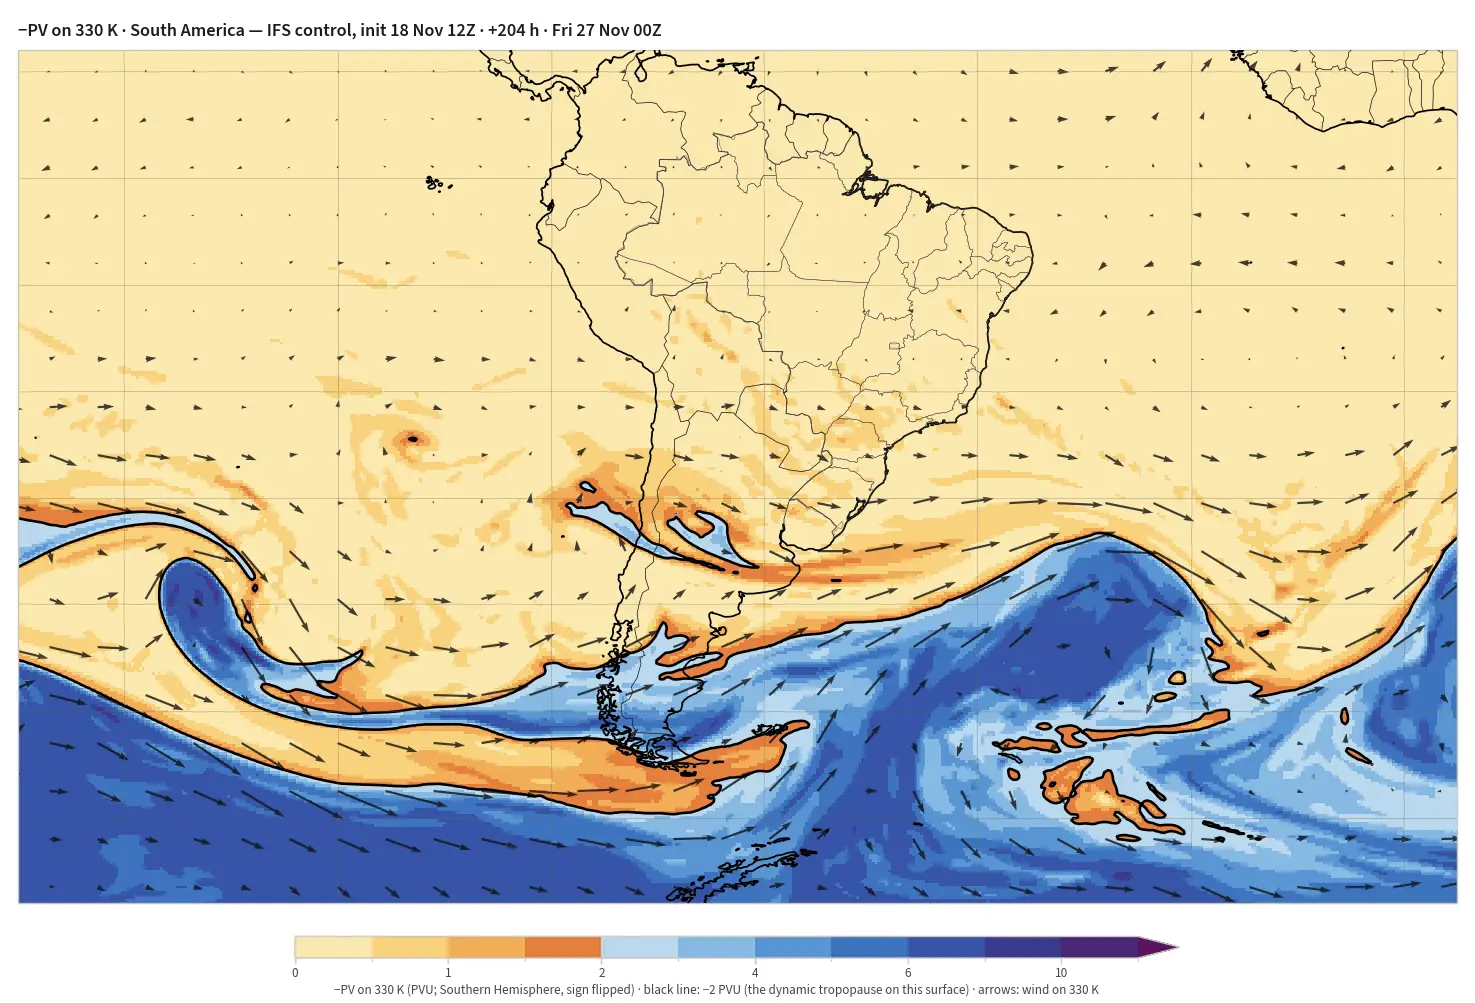 −PV on 330 K · South America — IFS control, init 18 Nov 12Z · +204 h · Fri 27 Nov 00Z
0 1 2 4 6 10
−PV on 330 K (PVU; Southern Hemisphere, sign flipped) · black line: −2 PVU (the dynamic tropopause on this surface) · arrows: wind on 330 K